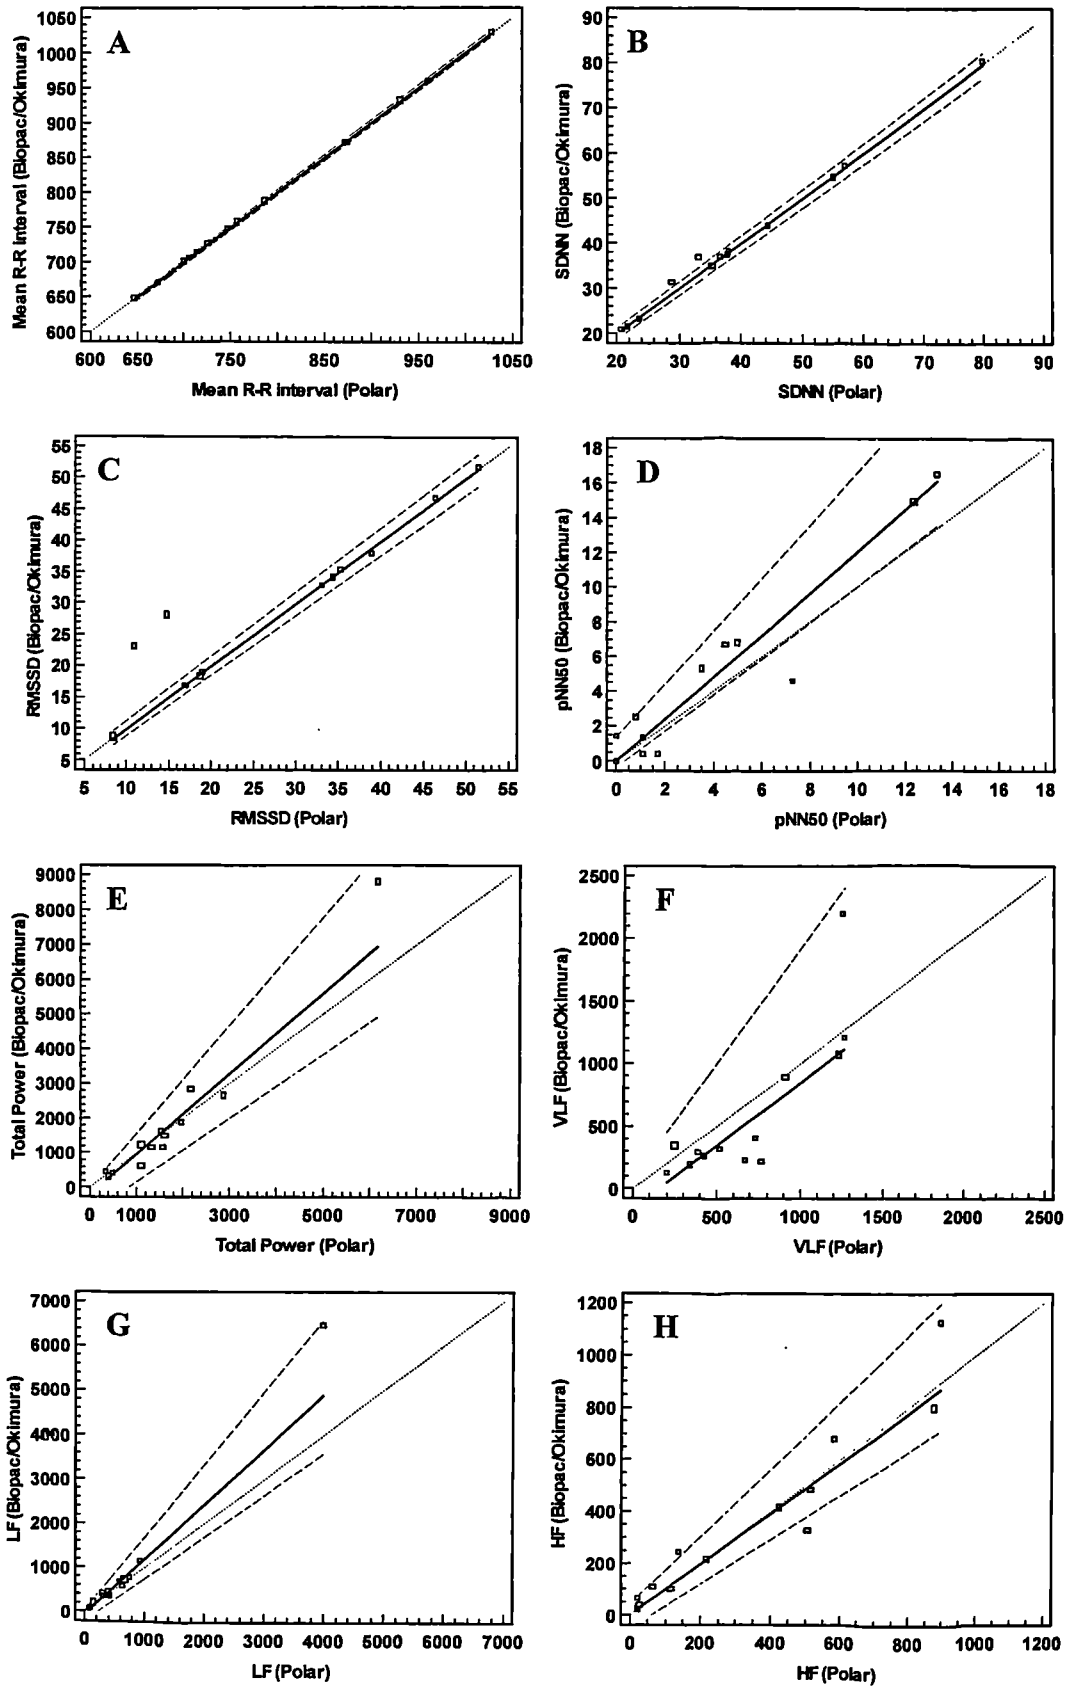 A
Mean R-R interval (Biopac/Okimura)
1050
1000
950
900
850
800
750
700
650
600
600 650 750 850 950 1050
Mean R-R interval (Polar)
B
SDNN (Biopac/Okimura)
90
80
70
60
50
40
30
20
20 30 40 50 60 70 80 90
SDNN (Polar)
C
RMSSD (Biopac/Okimura)
55
50
45
40
35
30
25
20
15
10
5
5 10 15 20 25 30 35 40 45 50 55
RMSSD (Polar)
D
pNN50 (Biopac/Okimura)
18
16
14
12
10
8
6
4
2
0
0 2 4 6 8 10 12 14 16 18
pNN50 (Polar)
E
Total Power (Biopac/Okimura)
9000
8000
7000
6000
5000
4000
3000
2000
1000
0
0 1000 3000 5000 7000 9000
Total Power (Polar)
F
VLF (Biopac/Okimura)
2500
2000
1500
1000
500
0
0 500 1000 1500 2000 2500
VLF (Polar)
G
LF (Biopac/Okimura)
7000
6000
5000
4000
3000
2000
1000
0
0 1000 2000 3000 4000 5000 6000 7000
LF (Polar)
H
HF (Biopac/Okimura)
1200
1000
800
600
400
200
0
0 200 400 600 800 1000 1200
HF (Polar)